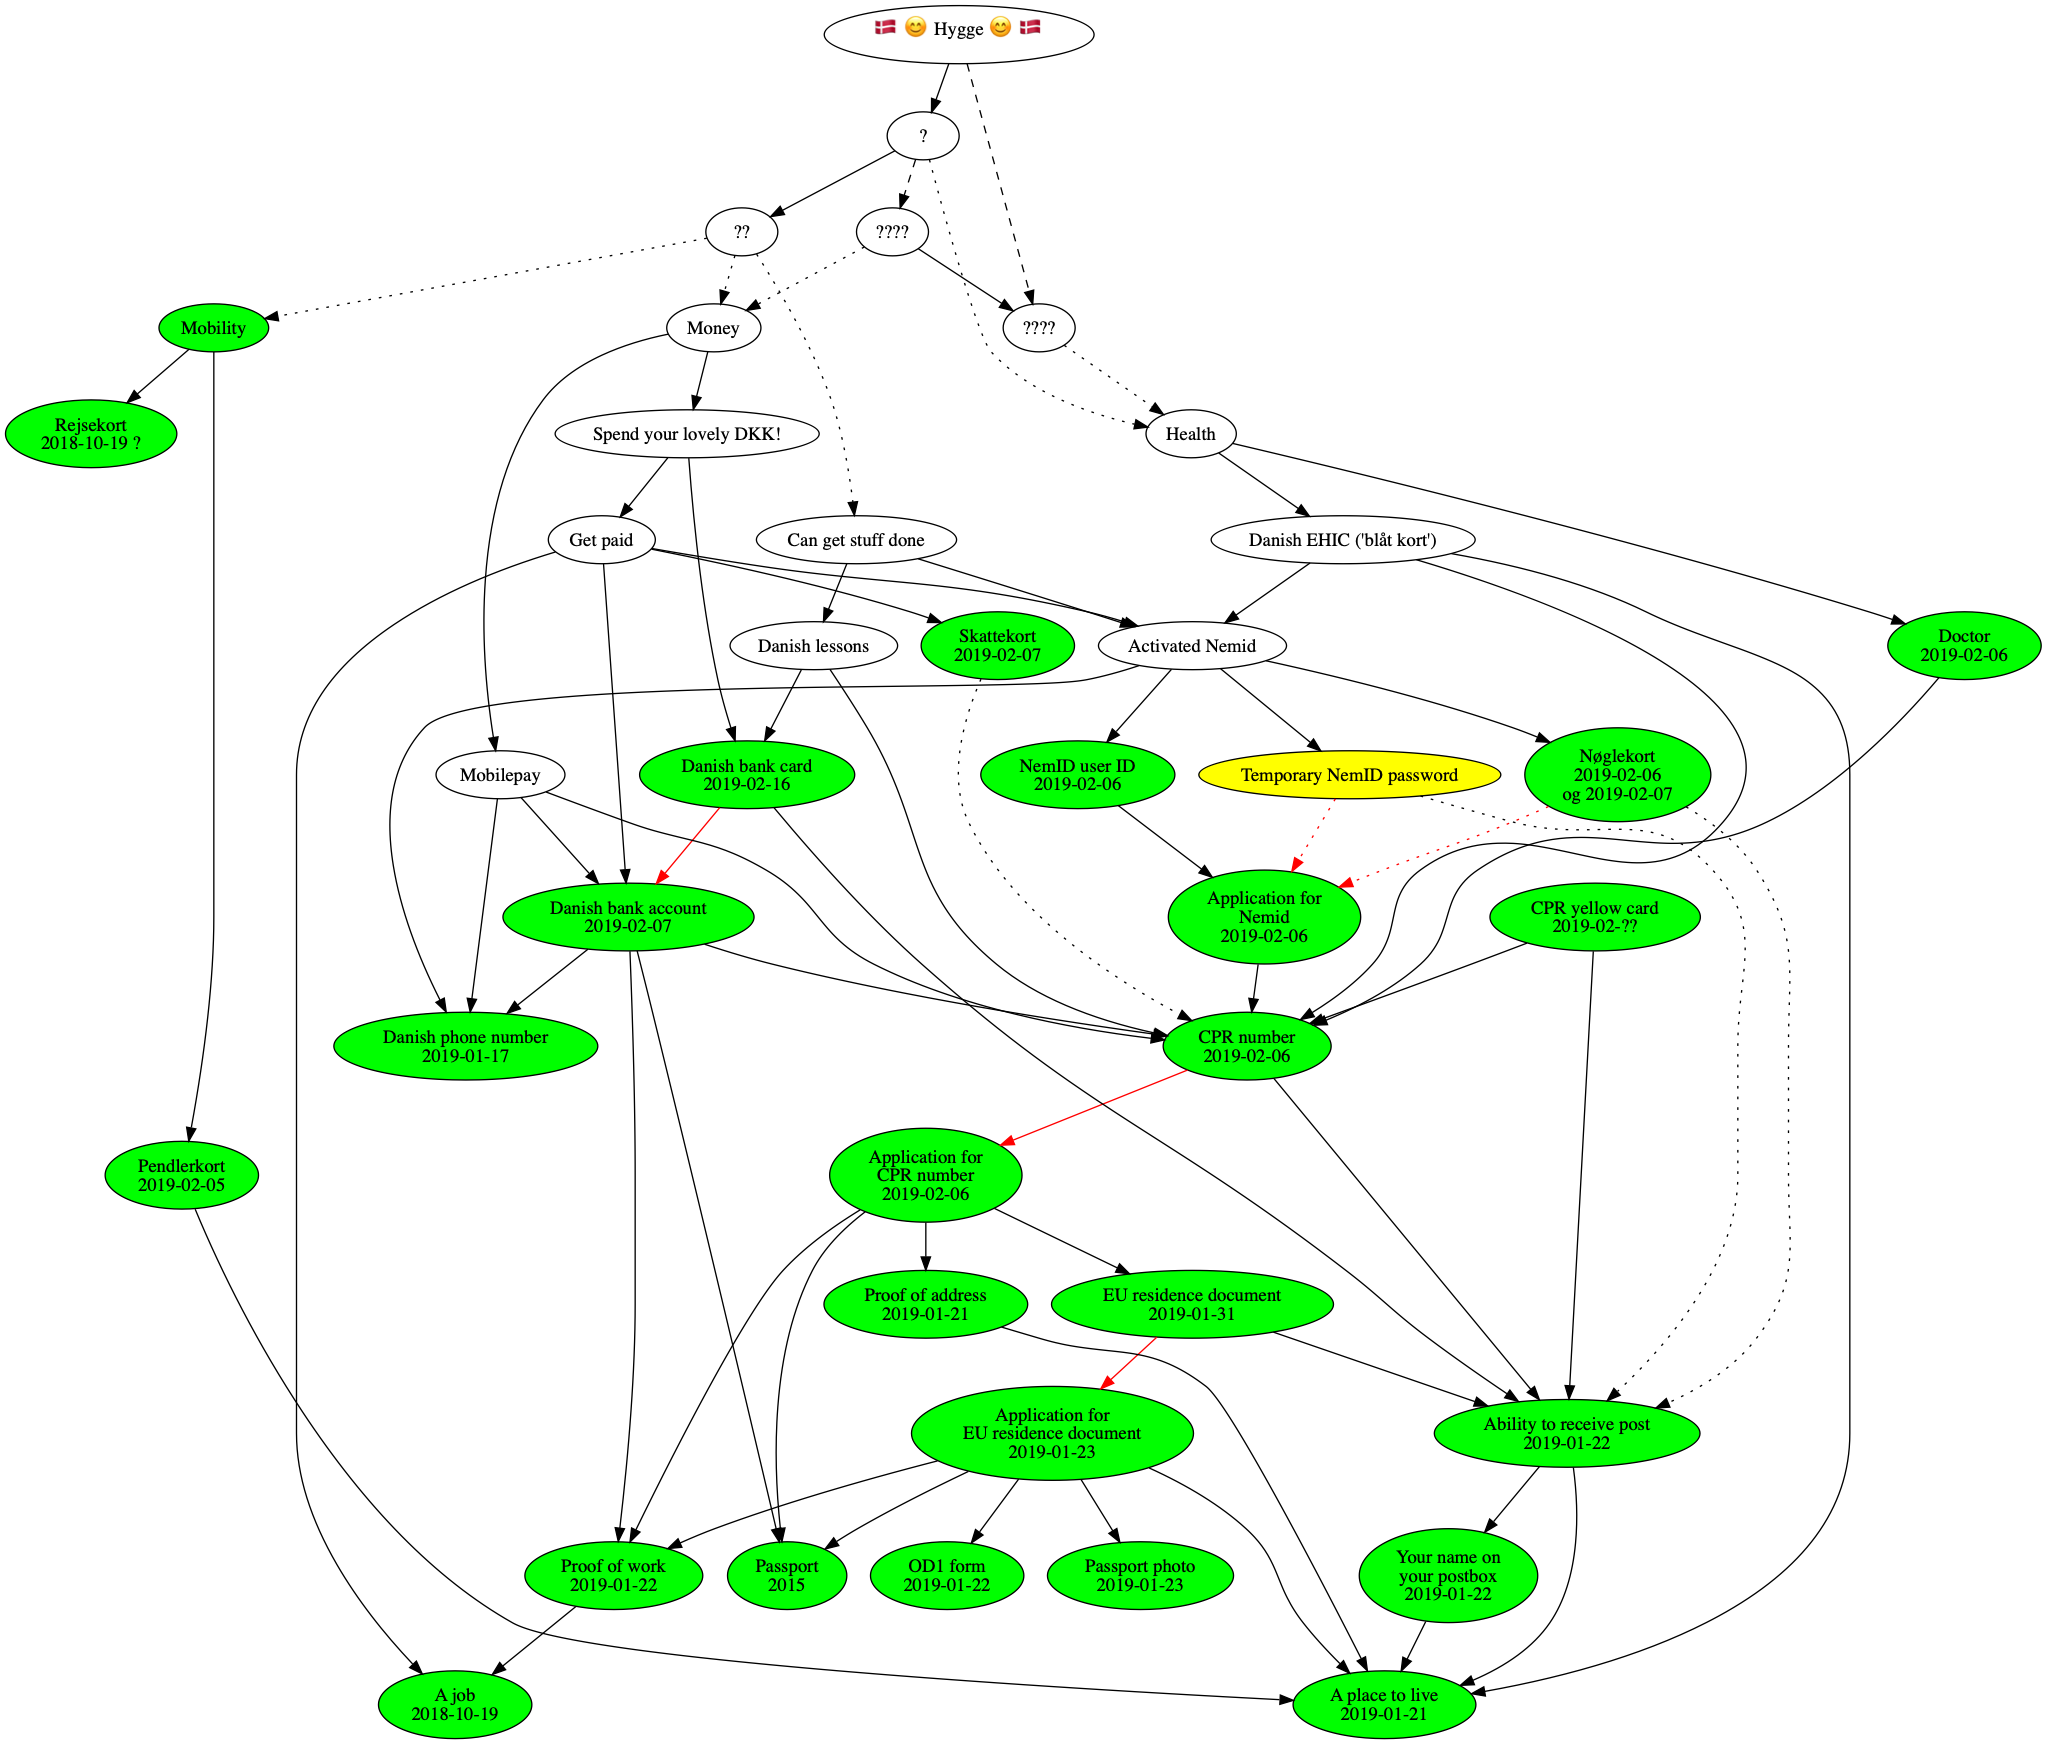 🇩🇰 😊 Hygge 😊 🇩🇰
?
??
????
Mobility
Money
????
Rejsekort
2018-10-19 ?
Spend your lovely DKK!
Health
Get paid
Can get stuff done
Danish EHIC ('blåt kort')
Danish lessons
Skattekort
2019-02-07
Activated Nemid
Doctor
2019-02-06
Mobilepay
Danish bank card
2019-02-16
NemID user ID
2019-02-06
Temporary NemID password
Nøglekort
2019-02-06
og 2019-02-07
Danish bank account
2019-02-07
Application for
Nemid
2019-02-06
CPR yellow card
2019-02-??
Danish phone number
2019-01-17
CPR number
2019-02-06
Pendlerkort
2019-02-05
Application for
CPR number
2019-02-06
Proof of address
2019-01-21
EU residence document
2019-01-31
Application for
EU residence document
2019-01-23
Ability to receive post
2019-01-22
Proof of work
2019-01-22
Passport
2015
OD1 form
2019-01-22
Passport photo
2019-01-23
Your name on
your postbox
2019-01-22
A job
2018-10-19
A place to live
2019-01-21